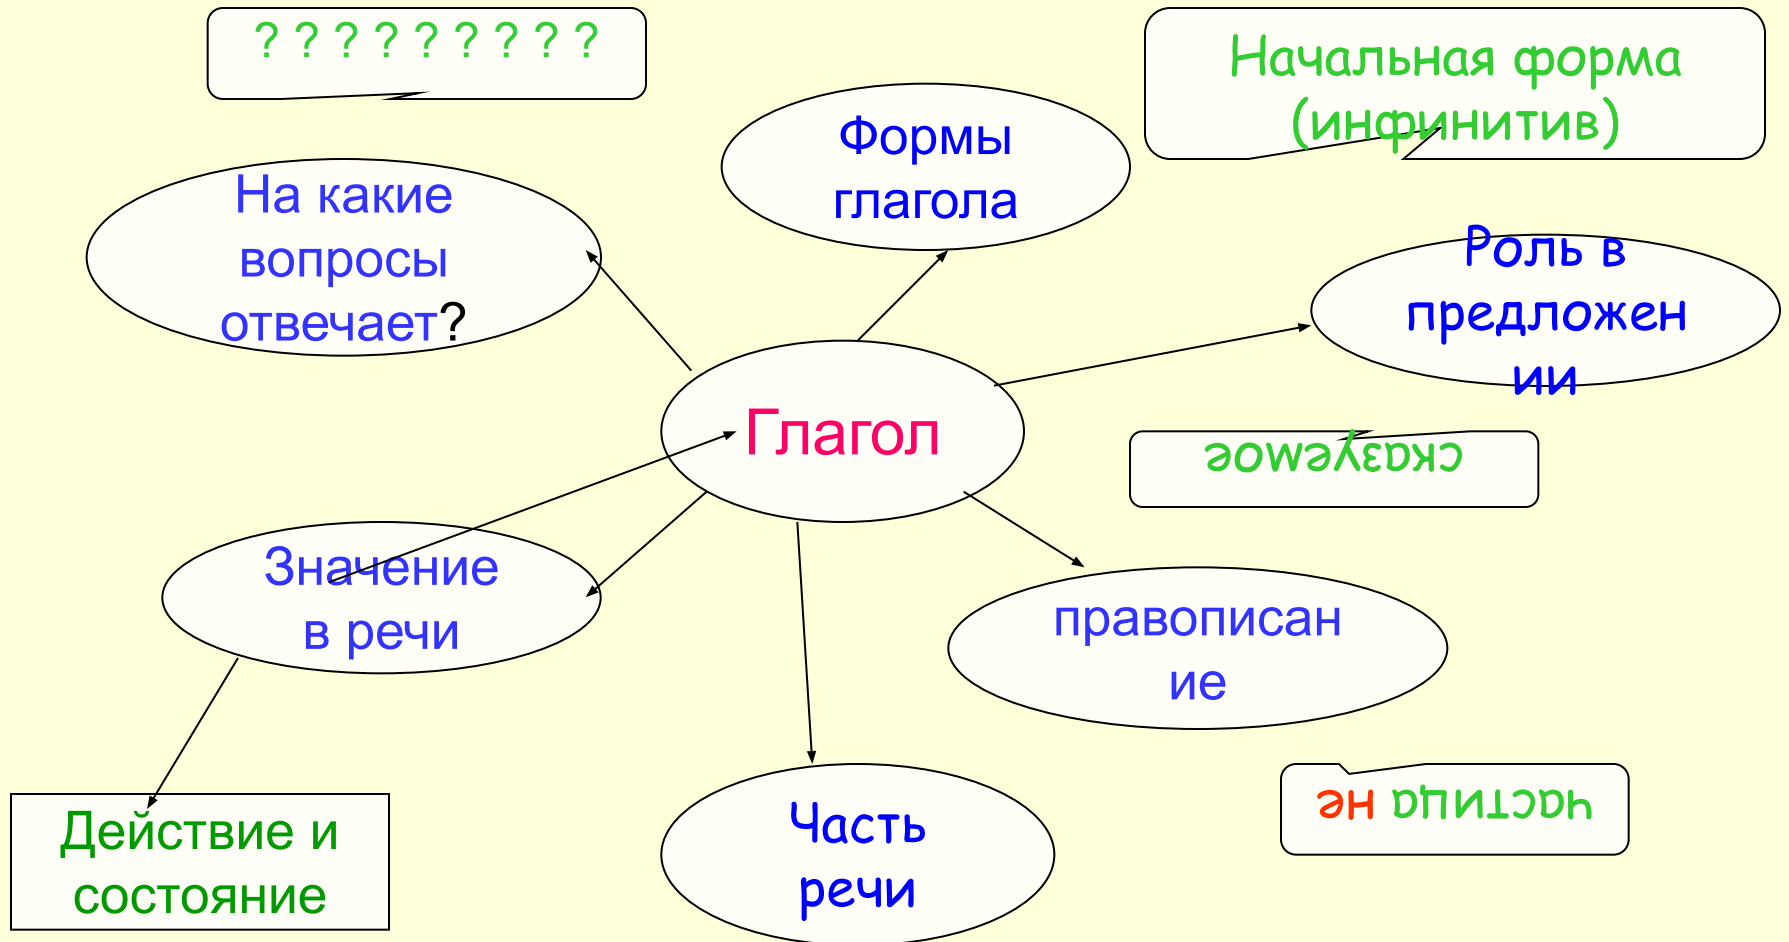 ? ? ? ? ? ? ? ? ?
Начальная форма
(инфинитив)
Формы
глагола
На какие
вопросы
отвечает?
Роль в
предложен
ии
Глагол
сказуемое
Значение
в речи
правописан
ие
частица не
Действие и
состояние
Часть
речи